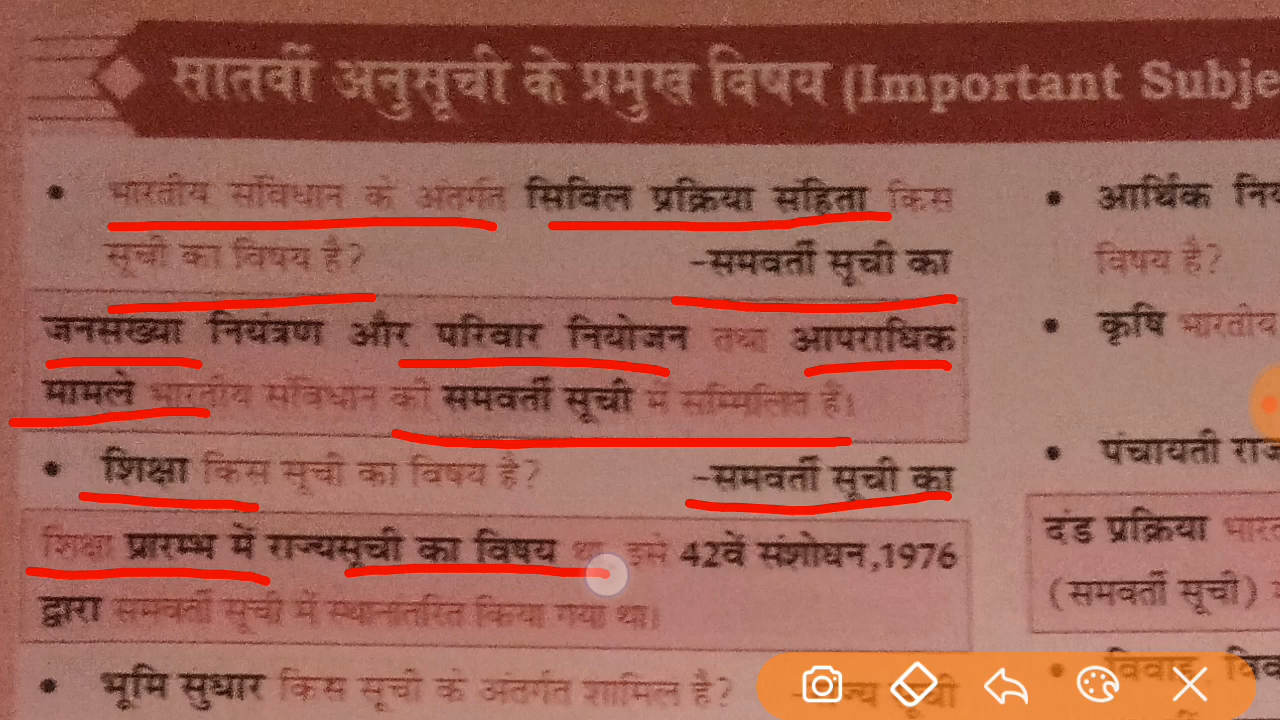 सातवीं अनुसूची के प्रमुख विषय (Important Subje
• भारतीय संविधान के अंतर्गत सिविल प्रक्रिया संहिता किस
सूची का विषय है? -समवर्ती सूची का
जनसंख्या नियंत्रण और परिवार नियोजन तथा आपराधिक
मामले भारतीय संविधान की समवर्ती सूची में सम्मिलित हैं।
• शिक्षा किस सूची का विषय है? -समवर्ती सूची का
शिक्षा प्रारम्भ में राज्यसूची का विषय था इसे 42वें संशोधन,1976
द्वारा समवर्ती सूची में स्थानांतरित किया गया था।
• भूमि सुधार किस सूची के अंतर्गत शामिल है? -राज्य सूची
• आर्थिक
विषय है?
• कृषि भारतीय
• पंचायती राज
दंड प्रक्रिया
(समवर्ती सूची)
• विवाह,